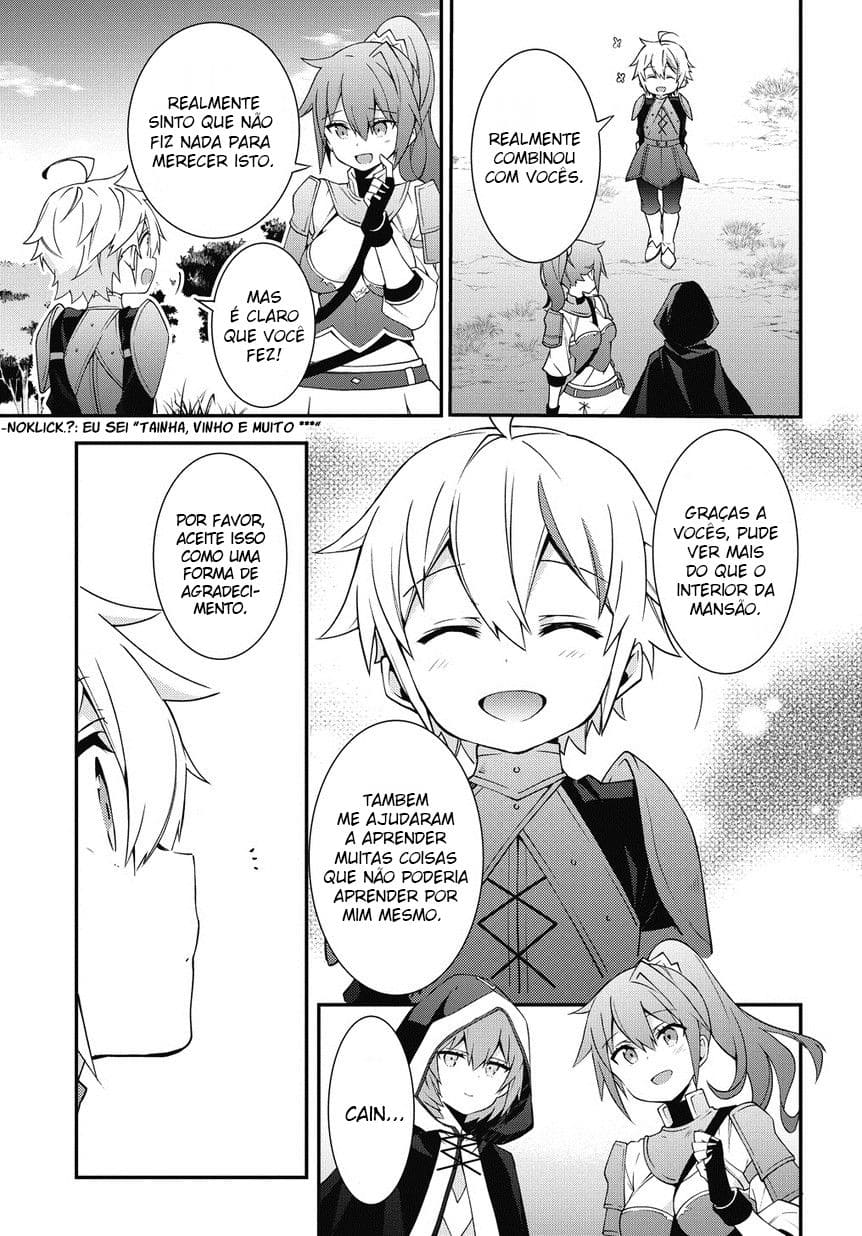 REALMENTE
COMBINOU
COM VOCÊS.
REALMENTE
SINTO QUE NÃO
FIZ NADA PARA
MERECER ISTO.
MAS
É CLARO
QUE VOCÊ
FEZ!
-NOKLICK.?: EU SEI "TAINHA, VINHO E MUITO ***"
GRAÇAS A
VOCÊS, PUDE
VER MAIS
DO QUE O
INTERIOR DA
MANSÃO.
TAMBEM
ME AJUDARAM
A APRENDER
MUITAS COISAS
QUE NÃO PODERIA
APRENDER POR
MIM MESMO.
POR FAVOR,
ACEITE ISSO
COMO UMA
FORMA DE
AGRADECI-
MENTO.
CAIN...